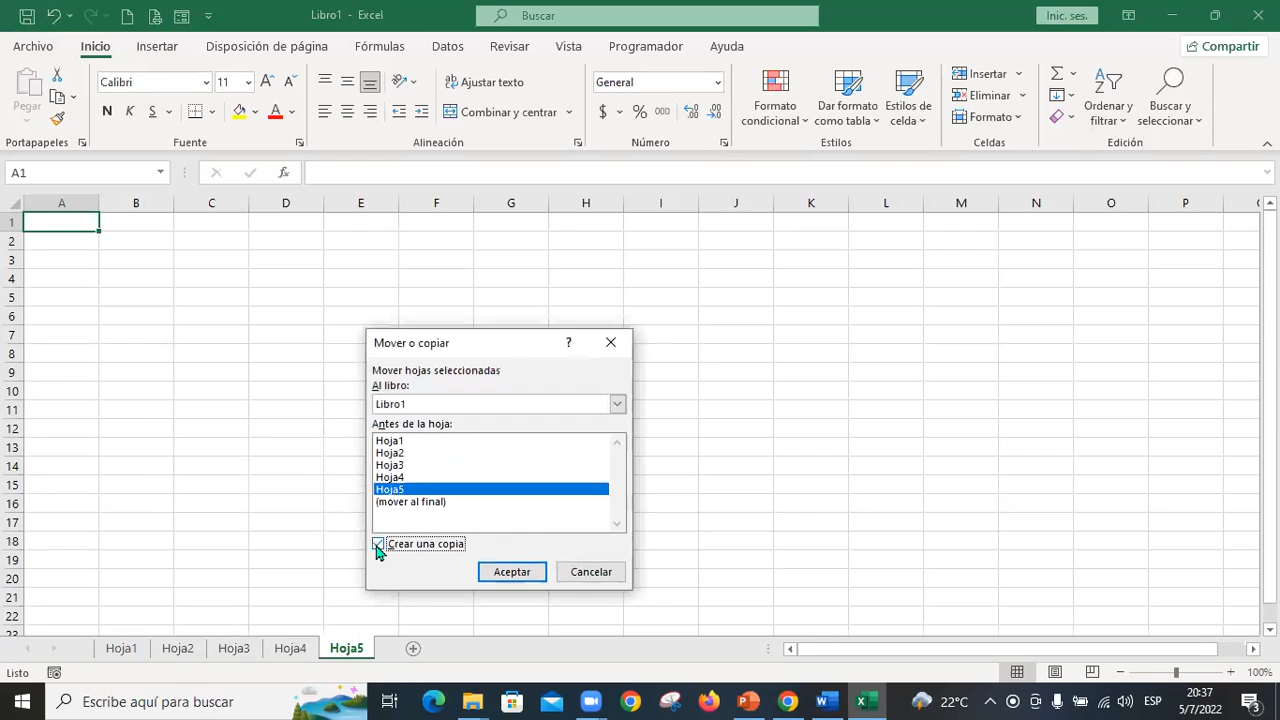 Libro1 - Excel
Buscar
Inic. ses.
Archivo Inicio Insertar Disposición de página Fórmulas Datos Revisar Vista Programador Ayuda
Compartir
Pegar
Calibri 11
N K S
Ajustar texto
Combinar y centrar
General
$ % 000
Formato condicional
Dar formato como tabla
Estilos de celda
Insertar
Eliminar
Formato
Ordenar y filtrar
Buscar y seleccionar
Portapapeles Fuente Alineación Número Estilos Celdas Edición
A1
fx
A B C D E F G H I J K L M N O P
1
2
3
4
5
6
7
8
9
10
11
12
13
14
15
16
17
18
19
20
21
22
23
Mover o copiar ?
Mover hojas seleccionadas
Al libro:
Libro1
Antes de la hoja:
Hoja1
Hoja2
Hoja3
Hoja4
Hoja5
(mover al final)
Crear una copia
Aceptar Cancelar
Hoja1 Hoja2 Hoja3 Hoja4 Hoja5
Listo
100%
Escribe aquí para buscar
22°C
ESP
20:37
5/7/2022
3